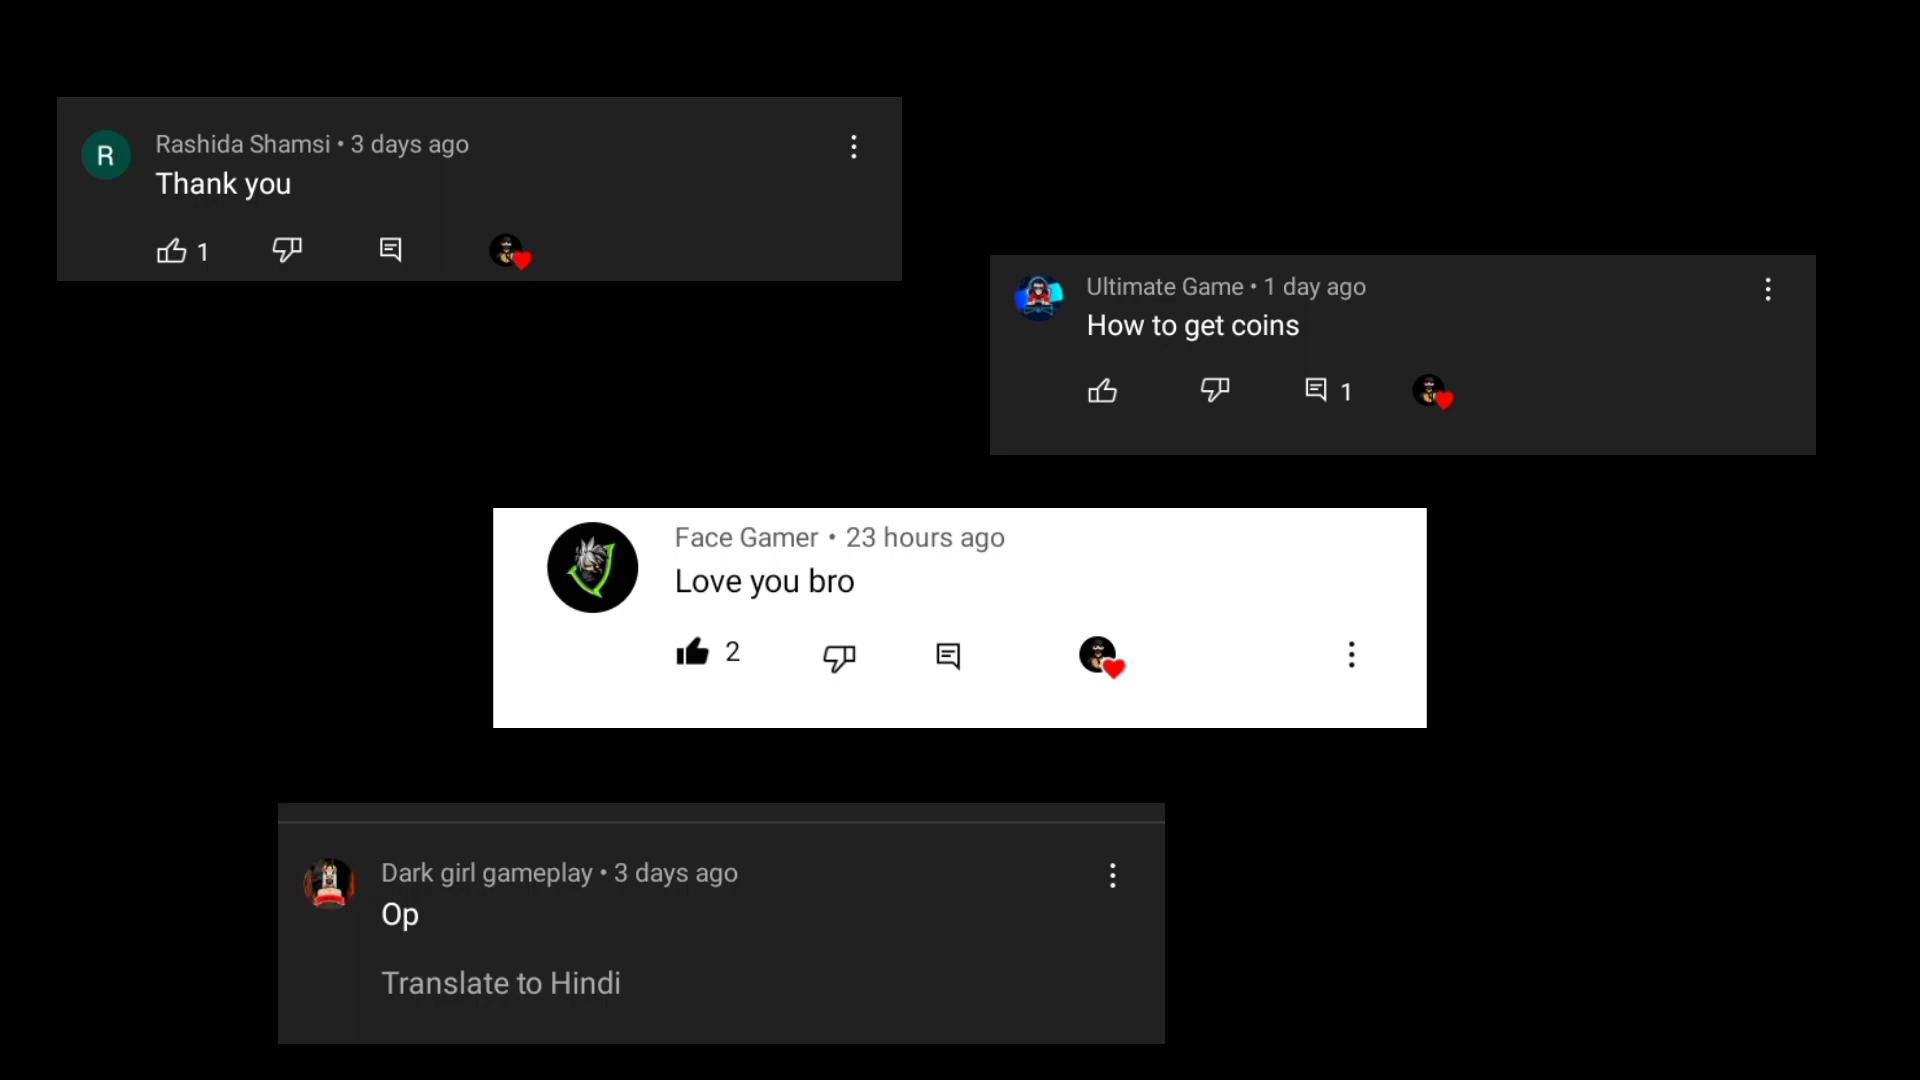 R
Rashida Shamsi • 3 days ago
Thank you
1
Ultimate Game • 1 day ago
How to get coins
1
Face Gamer • 23 hours ago
Love you bro
2
Dark girl gameplay • 3 days ago
Op
Translate to Hindi